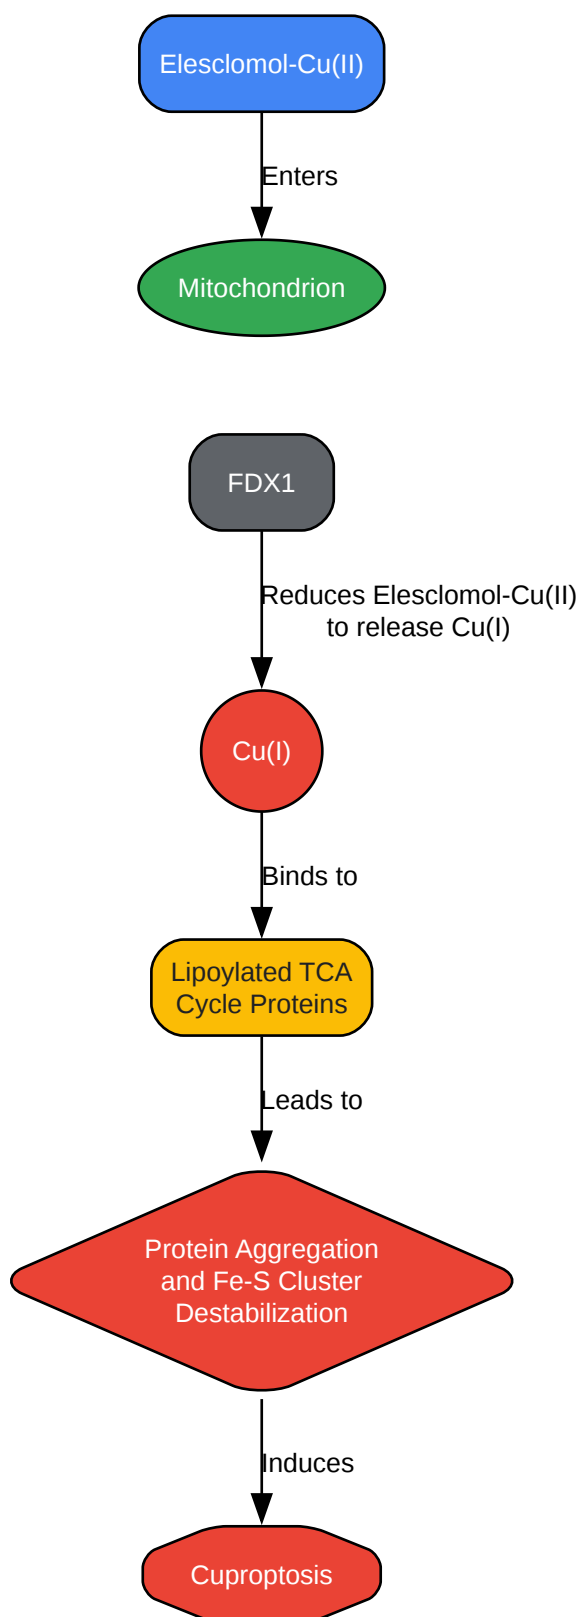 Elesclomol-Cu(II)
Enters
Mitochondrion
FDX1
Reduces Elesclomol-Cu(II)
to release Cu(I)
Cu(I)
Binds to
Lipoylated TCA
Cycle Proteins
Leads to
Protein Aggregation
and Fe-S Cluster
Destabilization
Induces
Cuproptosis